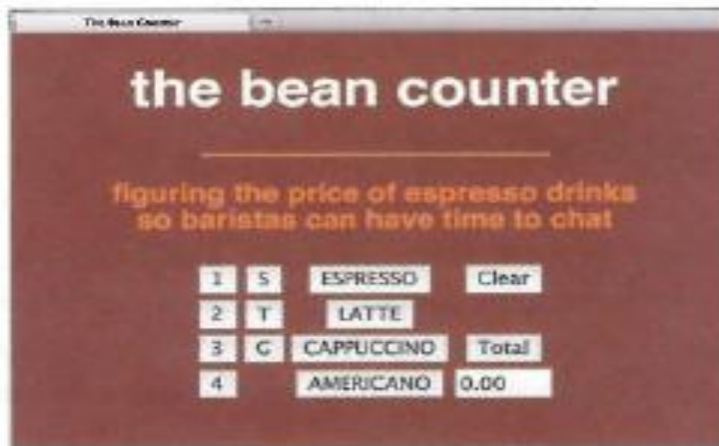 The Bean Counter
the bean counter
figuring the price of espresso drinks
so baristas can have time to chat
1 S ESPRESSO Clear
2 T LATTE
3 G CAPPUCCINO Total
4 AMERICANO 0.00